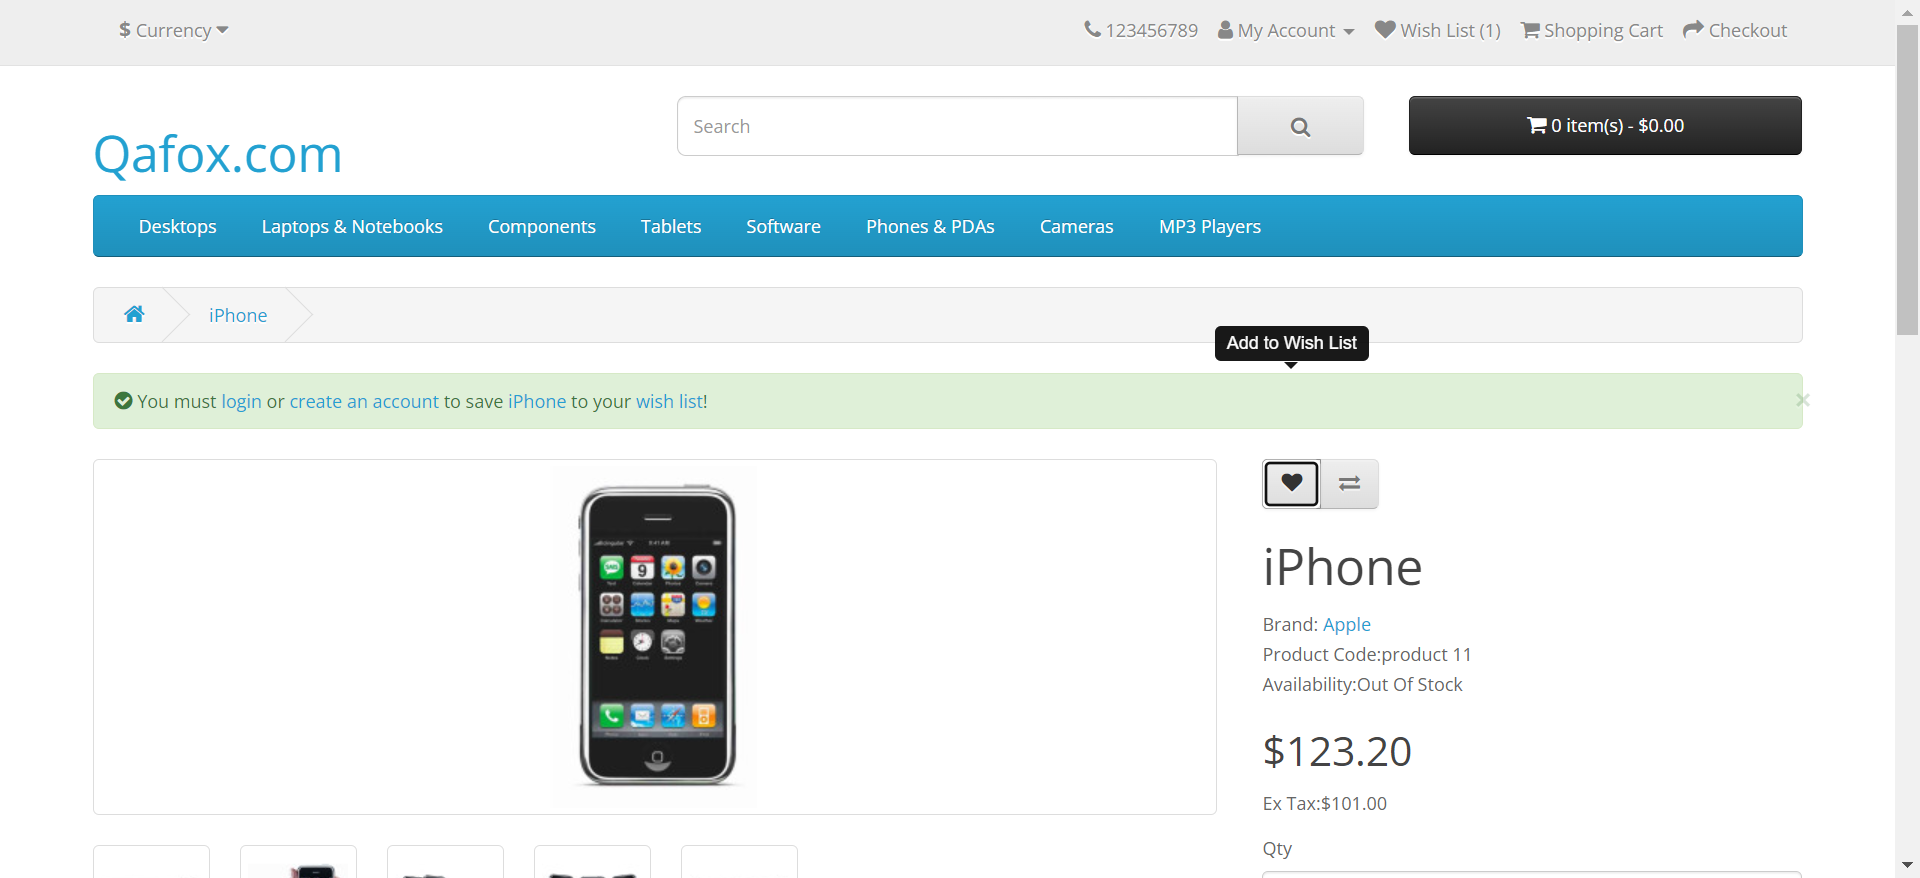 $ Currency
123456789 My Account Wish List (1) Shopping Cart Checkout
Search
0 item(s) - $0.00
Qafox.com
Desktops Laptops & Notebooks Components Tablets Software Phones & PDAs Cameras MP3 Players
iPhone
Add to Wish List
You must login or create an account to save iPhone to your wish list!
×
iPhone
Brand: Apple
Product Code:product 11
Availability:Out Of Stock
$123.20
Ex Tax:$101.00
Qty